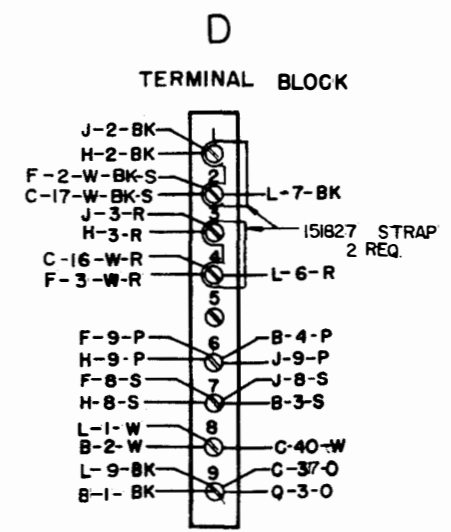 D
TERMINAL BLOCK
J-2-BK
1
H-2-BK
F-2-W-BK-S
2
C-17-W-BK-S
L-7-BK
J-3-R
3
H-3-R
151827 STRAP
2 REQ.
C-16-W-R
4
F-3-W-R
L-6-R
5
F-9-P
6
B-4-P
H-9-P
J-9-P
F-8-S
7
J-8-S
H-8-S
B-3-S
L-1-W
8
B-2-W
C-40-W
L-9-BK
9
C-37-O
B-1-BK
Q-3-O